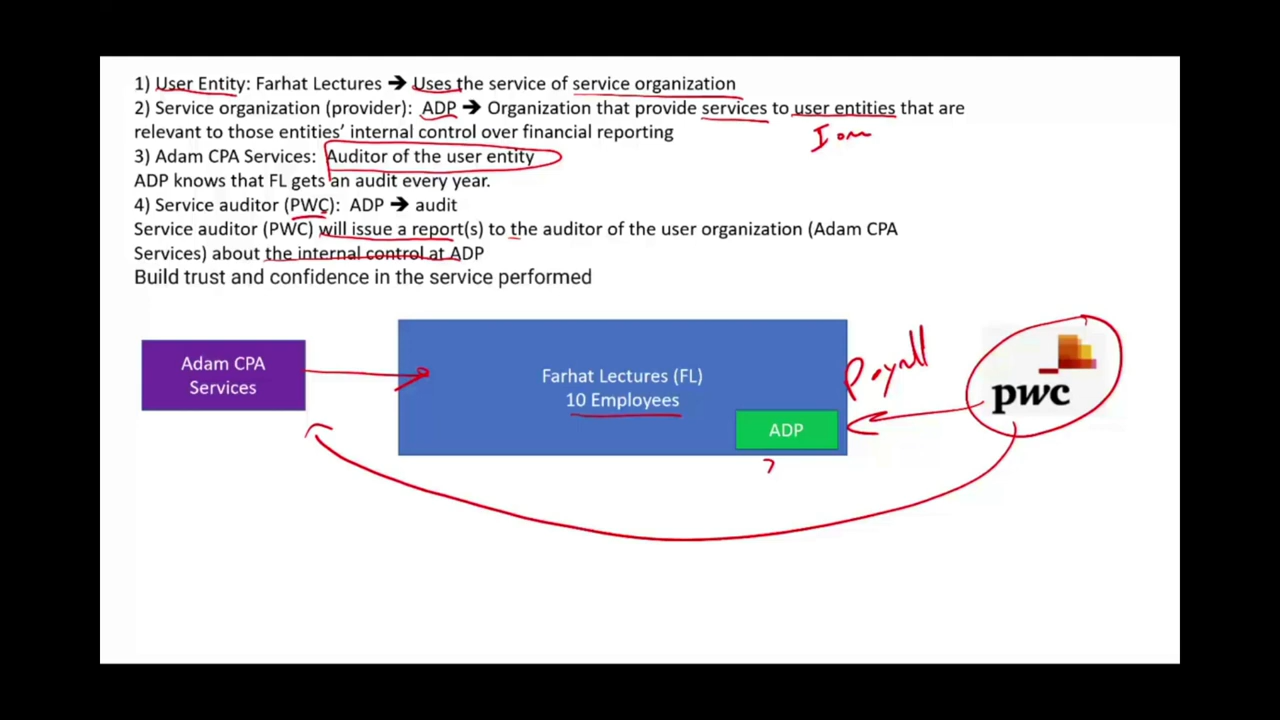 1) User Entity: Farhat Lectures ➔ Uses the service of service organization
2) Service organization (provider): ADP ➔ Organization that provide services to user entities that are
relevant to those entities' internal control over financial reporting
3) Adam CPA Services: Auditor of the user entity
ADP knows that FL gets an audit every year.
4) Service auditor (PWC): ADP ➔ audit
Service auditor (PWC) will issue a report(s) to the auditor of the user organization (Adam CPA
Services) about the internal control at ADP
Build trust and confidence in the service performed
Adam CPA
Services
Farhat Lectures (FL)
10 Employees
ADP
Payroll
pwc